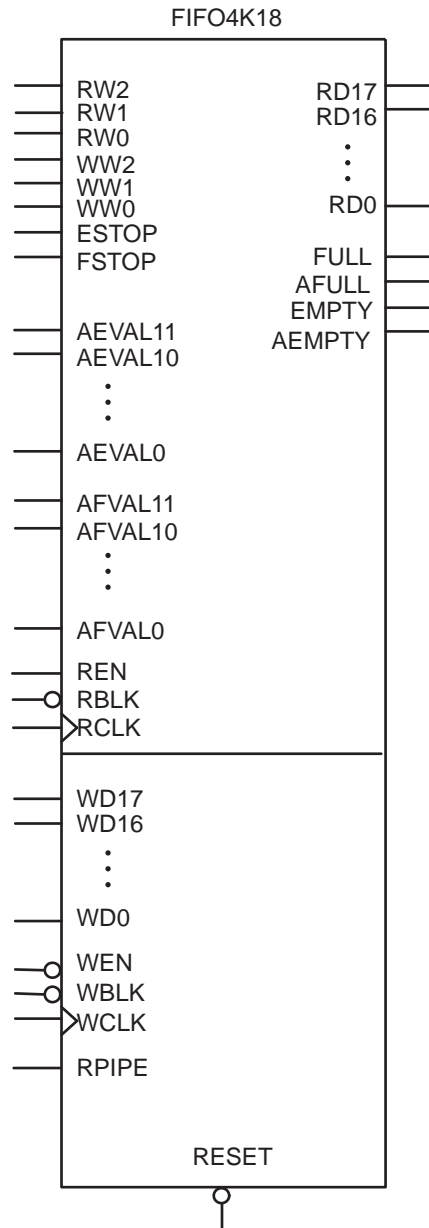 FIFO4K18
RW2
RW1
RW0
WW2
WW1
WW0
ESTOP
FSTOP
AEVAL11
AEVAL10
AEVAL0
AFVAL11
AFVAL10
AFVAL0
REN
RBLK
RCLK
RD17
RD16
RD0
FULL
AFULL
EMPTY
AEMPTY
WD17
WD16
WD0
WEN
WBLK
WCLK
RPIPE
RESET